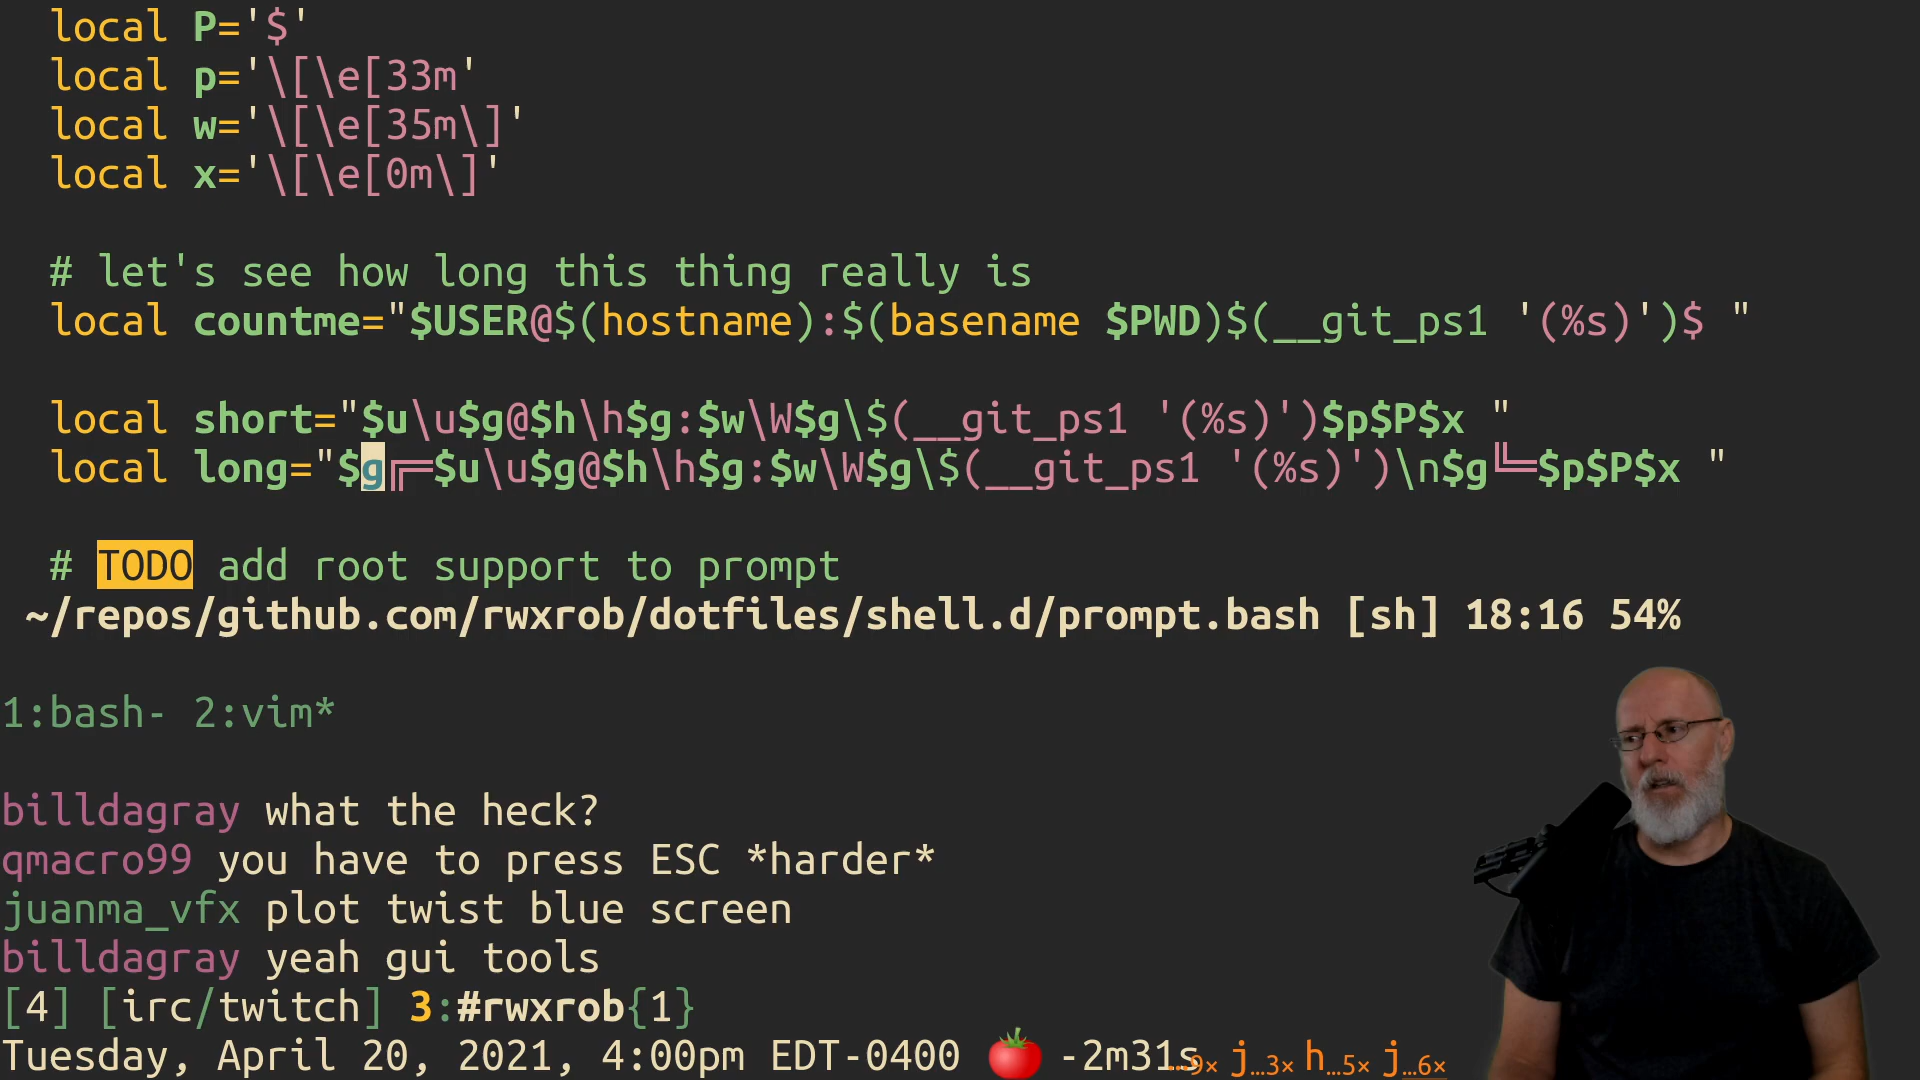 local P='$'
local p='\[\e[33m'
local w='\[\e[35m\]'
local x='\[\e[0m\]'
# let's see how long this thing really is
local countme="$USER@$(hostname):$(basename $PWD)$(__git_ps1 '(%s)')$ "
local short="$u\u$g@$h\h$g:$w\W$g\$(__git_ps1 '(%s)')$p$P$x "
local long="$g╔═$u\u$g@$h\h$g:$w\W$g\$(__git_ps1 '(%s)')\n$g╚═$p$P$x "
# TODO add root support to prompt
~/repos/github.com/rwxrob/dotfiles/shell.d/prompt.bash [sh] 18:16 54%
1:bash- 2:vim*
billdagray what the heck?
qmacro99 you have to press ESC *harder*
juanma_vfx plot twist blue screen
billdagray yeah gui tools
[4] [irc/twitch] 3:#rwxrob{1}
Tuesday, April 20, 2021, 4:00pm EDT-0400 🍅 -2m31s …9× j…3× h…5× j…6×